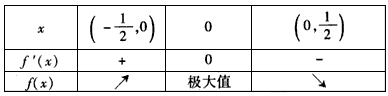 x (-1/2,0) 0 (0,1/2)
f'(x) + 0 -
f(x) ↗ 极大值 ↘